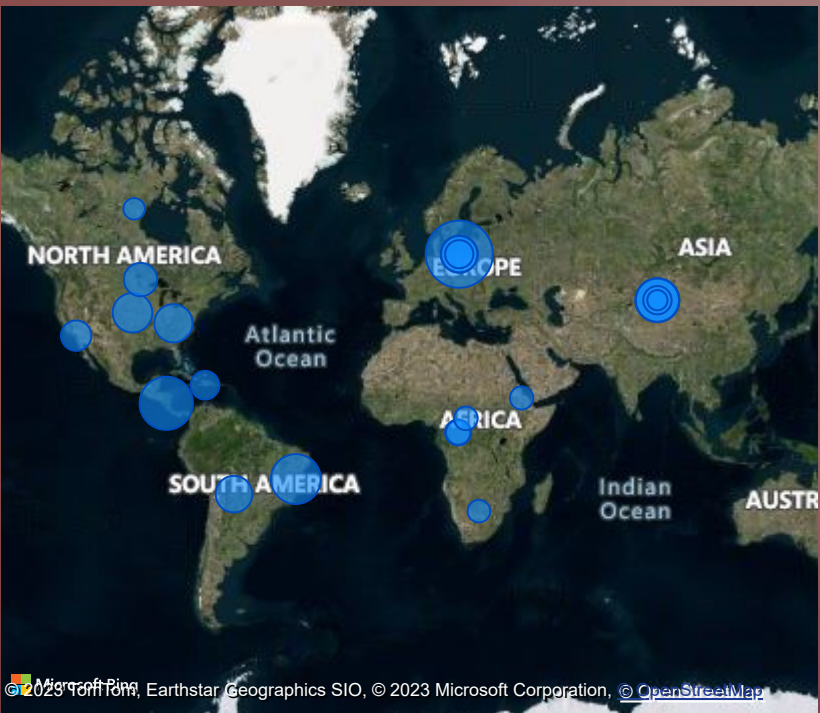 NORTH AMERICA
ASIA
EUROPE
Atlantic
Ocean
AFRICA
SOUTH AMERICA
Indian
Ocean
AUSTR
Microsoft Bing
© 2023 TomTom, Earthstar Geographics SIO, © 2023 Microsoft Corporation, © OpenStreetMap